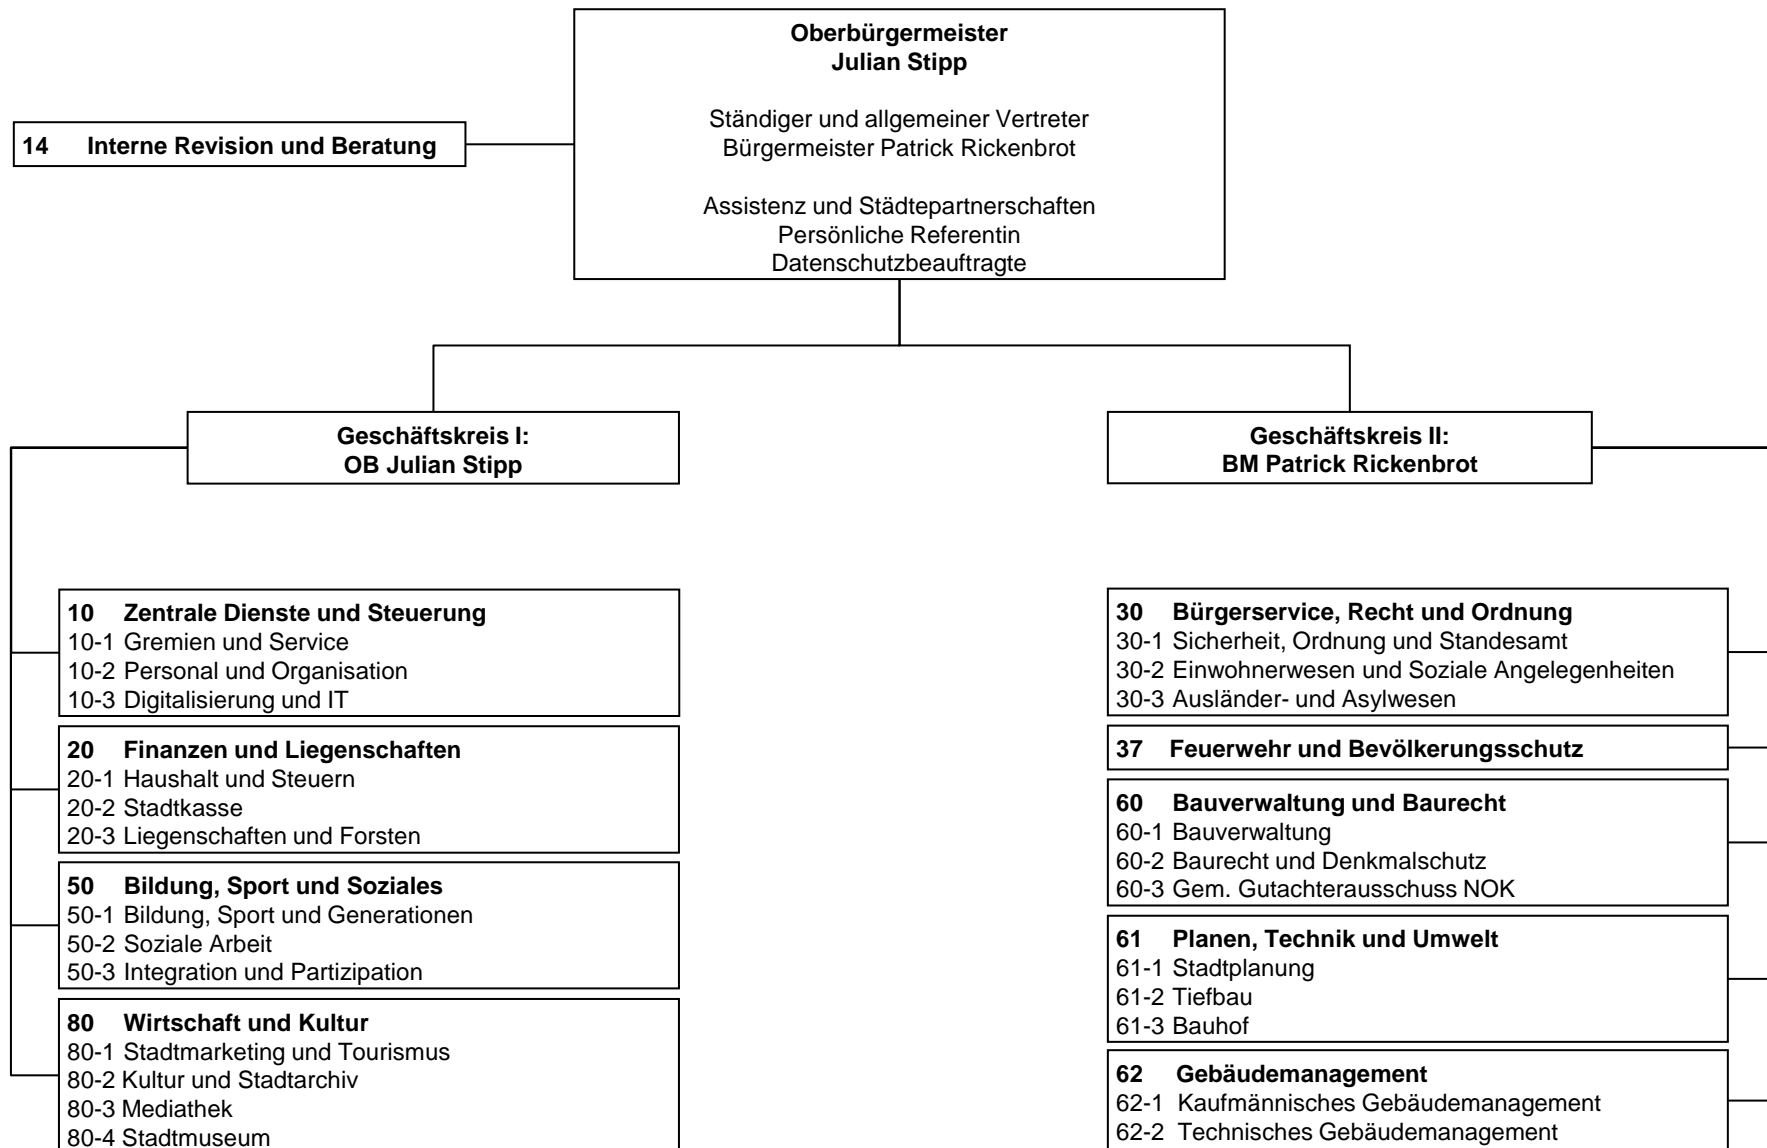 Oberbürgermeister
Julian Stipp
Ständiger und allgemeiner Vertreter
Bürgermeister Patrick Rickenbrot
Assistenz und Städtepartnerschaften
Persönliche Referentin
Datenschutzbeauftragte
14 Interne Revision und Beratung
Geschäftskreis I:
OB Julian Stipp
10 Zentrale Dienste und Steuerung
10-1 Gremien und Service
10-2 Personal und Organisation
10-3 Digitalisierung und IT
20 Finanzen und Liegenschaften
20-1 Haushalt und Steuern
20-2 Stadtkasse
20-3 Liegenschaften und Forsten
50 Bildung, Sport und Soziales
50-1 Bildung, Sport und Generationen
50-2 Soziale Arbeit
50-3 Integration und Partizipation
80 Wirtschaft und Kultur
80-1 Stadtmarketing und Tourismus
80-2 Kultur und Stadtarchiv
80-3 Mediathek
80-4 Stadtmuseum
Geschäftskreis II:
BM Patrick Rickenbrot
30 Bürgerservice, Recht und Ordnung
30-1 Sicherheit, Ordnung und Standesamt
30-2 Einwohnerwesen und Soziale Angelegenheiten
30-3 Ausländer- und Asylwesen
37 Feuerwehr und Bevölkerungsschutz
60 Bauverwaltung und Baurecht
60-1 Bauverwaltung
60-2 Baurecht und Denkmalschutz
60-3 Gem. Gutachterausschuss NOK
61 Planen, Technik und Umwelt
61-1 Stadtplanung
61-2 Tiefbau
61-3 Bauhof
62 Gebäudemanagement
62-1 Kaufmännisches Gebäudemanagement
62-2 Technisches Gebäudemanagement